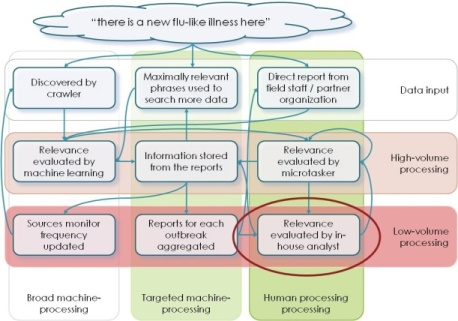 “there is a new flu-like illness here”
Discovered by
crawler
Maximally relevant
phrases used to
search more data
Direct report from
field staff / partner
organization
Data input
Relevance
evaluated by
machine learning
Information stored
from the reports
Relevance
evaluated by
microtasker
High-volume
processing
Sources monitor
frequency
updated
Reports for each
outbreak
aggregated
Relevance
evaluated by in-
house analyst
Low-volume
processing
Broad machine-
processing
Targeted machine-
processing
Human processing
processing